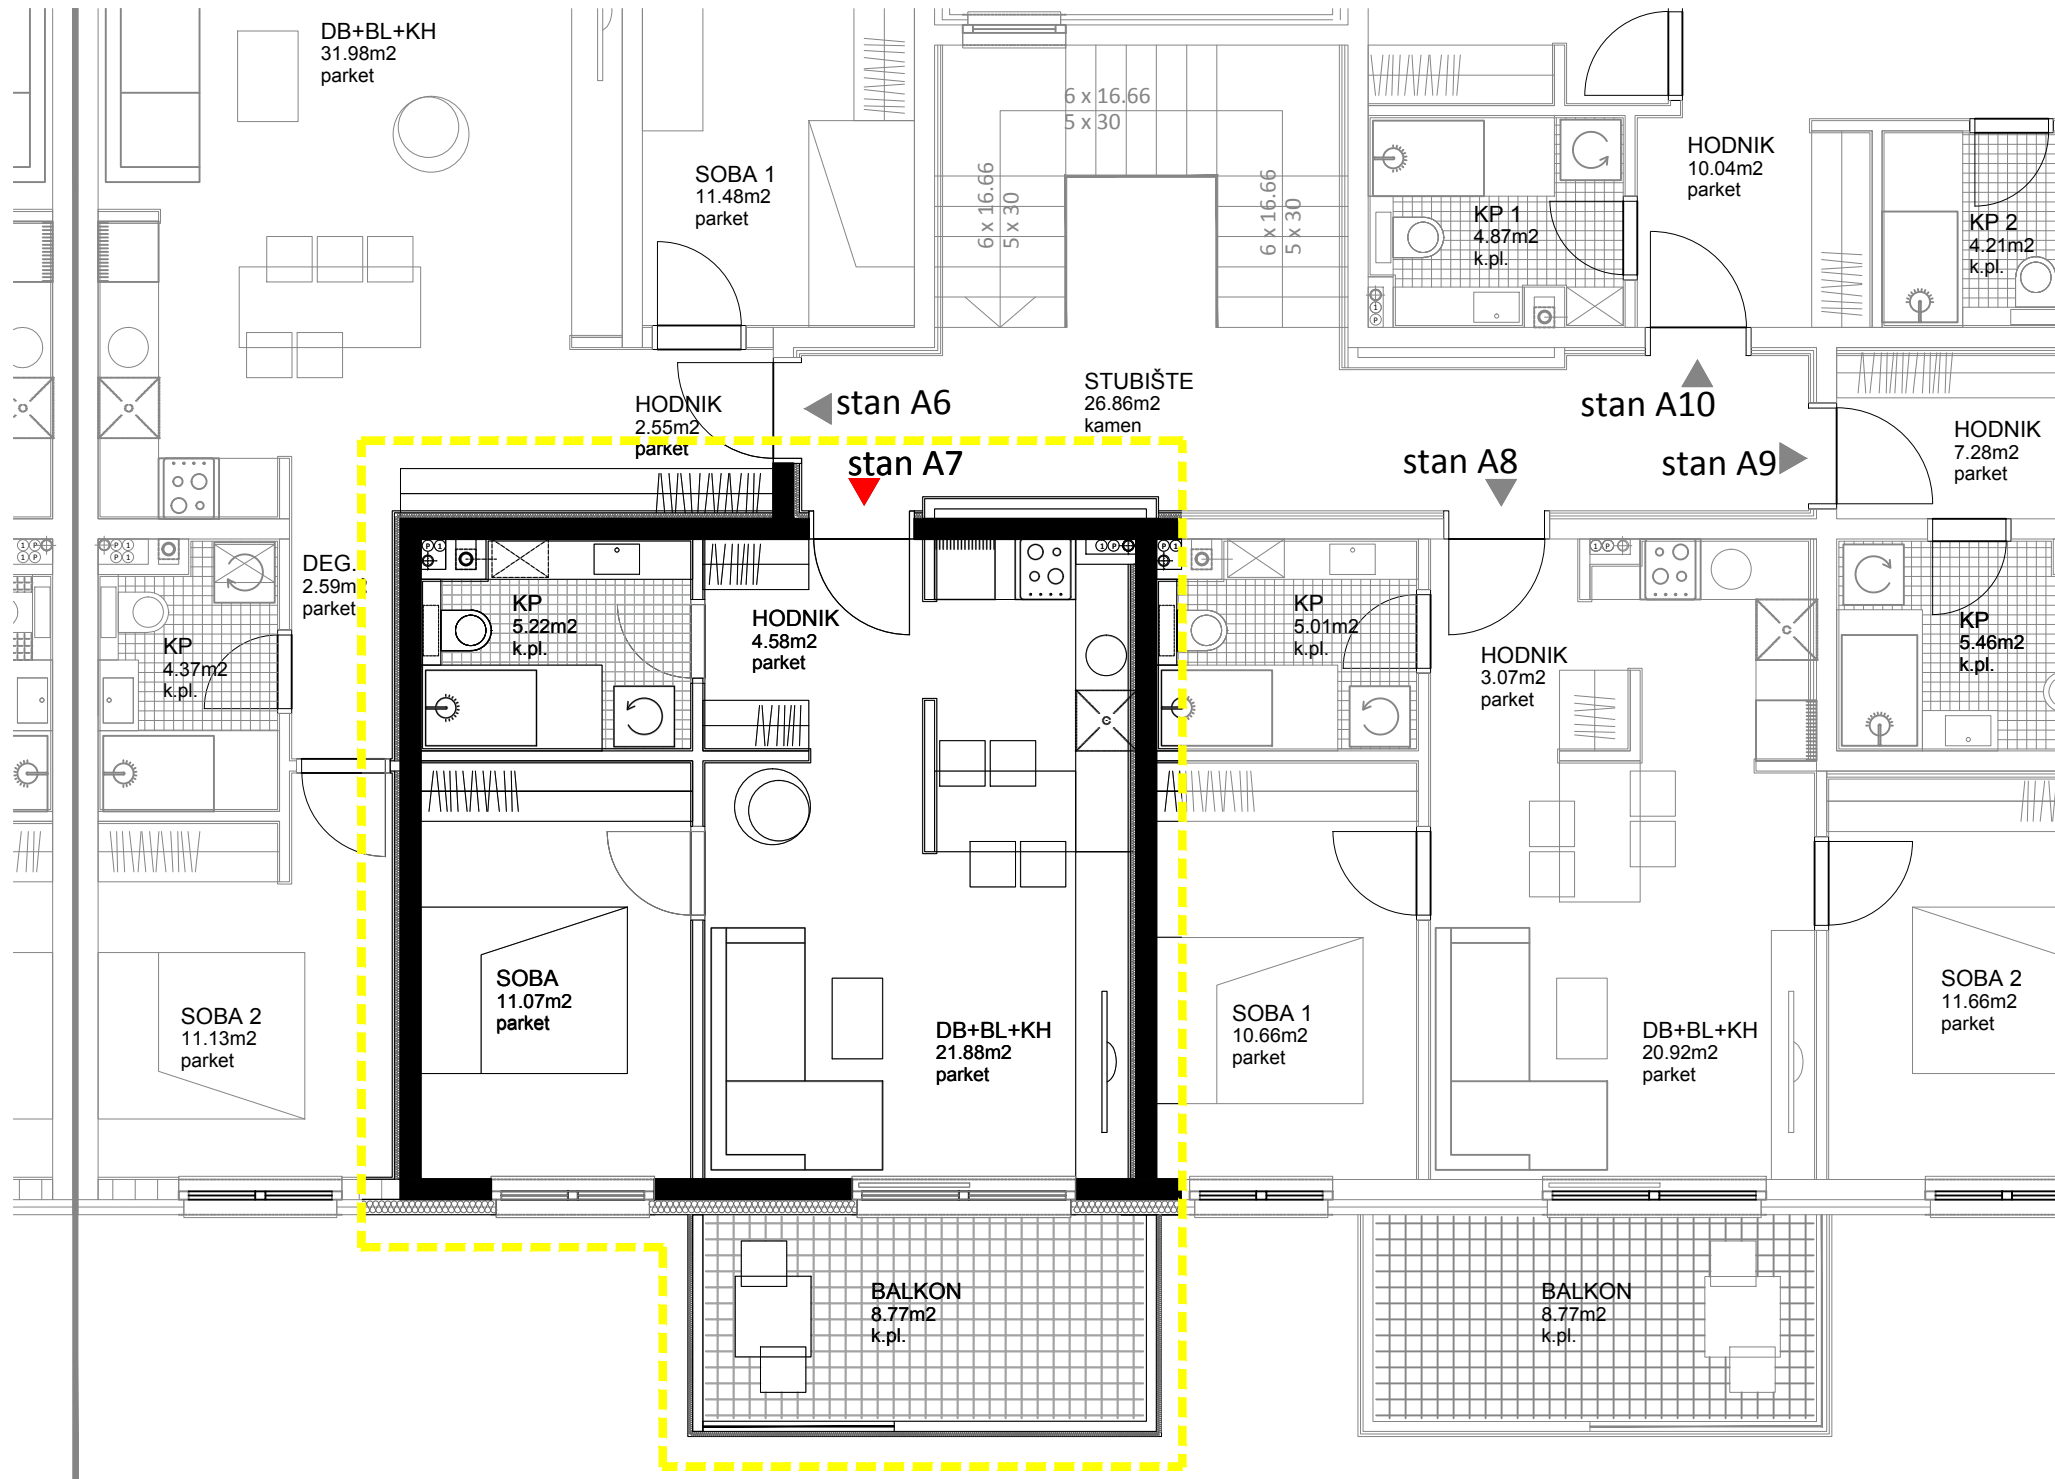 DB+BL+KH
31.98m2
parket
SOBA 1
11.48m2
parket
6 x 16.66
5 x 30
6 x 16.66
5 x 30
6 x 16.66
5 x 30
KP 1
4.87m2
k.pl.
HODNIK
10.04m2
parket
KP 2
4.21m2
k.pl.
HODNIK
2.55m2
parket
stan A6
STUBIŠTE
26.86m2
kamen
stan A10
stan A7
stan A8
stan A9
HODNIK
7.28m2
parket
DEG.
2.59m2
parket
KP
4.37m2
k.pl.
KP
5.22m2
k.pl.
HODNIK
4.58m2
parket
KP
5.01m2
k.pl.
HODNIK
3.07m2
parket
KP
5.46m2
k.pl.
SOBA 2
11.13m2
parket
SOBA
11.07m2
parket
DB+BL+KH
21.88m2
parket
SOBA 1
10.66m2
parket
DB+BL+KH
20.92m2
parket
SOBA 2
11.66m2
parket
BALKON
8.77m2
k.pl.
BALKON
8.77m2
k.pl.